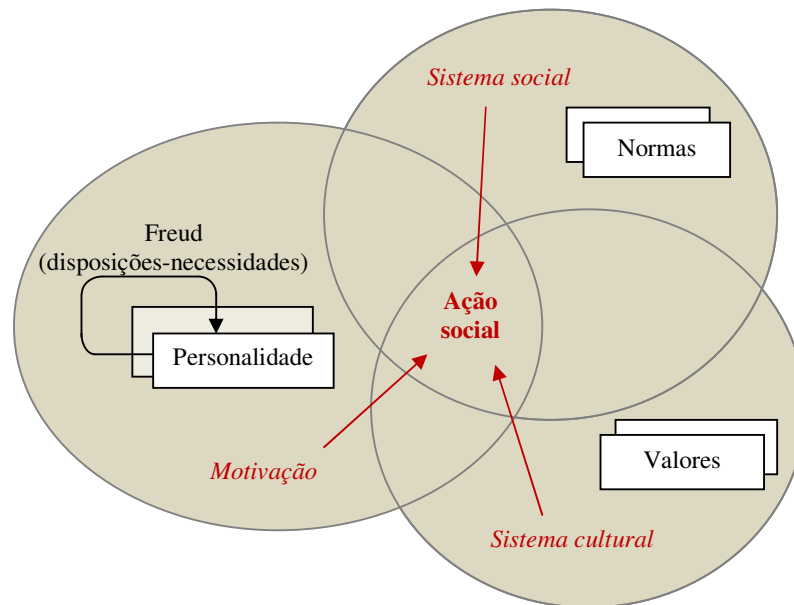 Sistema social
Normas
Freud
(disposições-necessidades)
Ação
social
Personalidade
Valores
Motivação
Sistema cultural